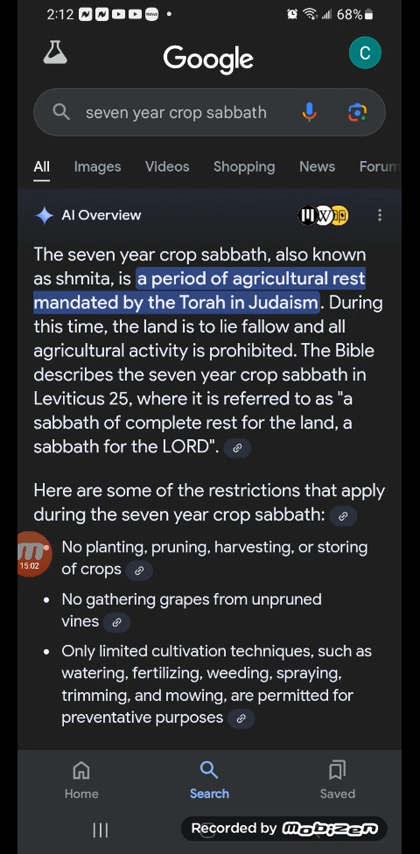 2:12 68%
Google
C
seven year crop sabbath
All Images Videos Shopping News Forum
AI Overview
The seven year crop sabbath, also known
as shmita, is a period of agricultural rest
mandated by the Torah in Judaism. During
this time, the land is to lie fallow and all
agricultural activity is prohibited. The Bible
describes the seven year crop sabbath in
Leviticus 25, where it is referred to as "a
sabbath of complete rest for the land, a
sabbath for the LORD".
Here are some of the restrictions that apply
during the seven year crop sabbath:
No planting, pruning, harvesting, or storing
of crops
m
15:02
• No gathering grapes from unpruned
vines
• Only limited cultivation techniques, such as
watering, fertilizing, weeding, spraying,
trimming, and mowing, are permitted for
preventative purposes
Home Search Saved
Recorded by mobizen